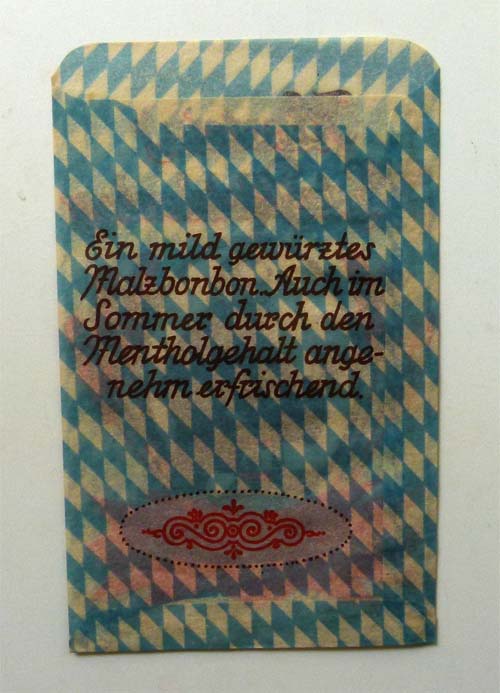 Ein mild gewürztes
Malzbonbon. Auch im
Sommer durch den
Mentholgehalt ange-
nehm erfrischend.